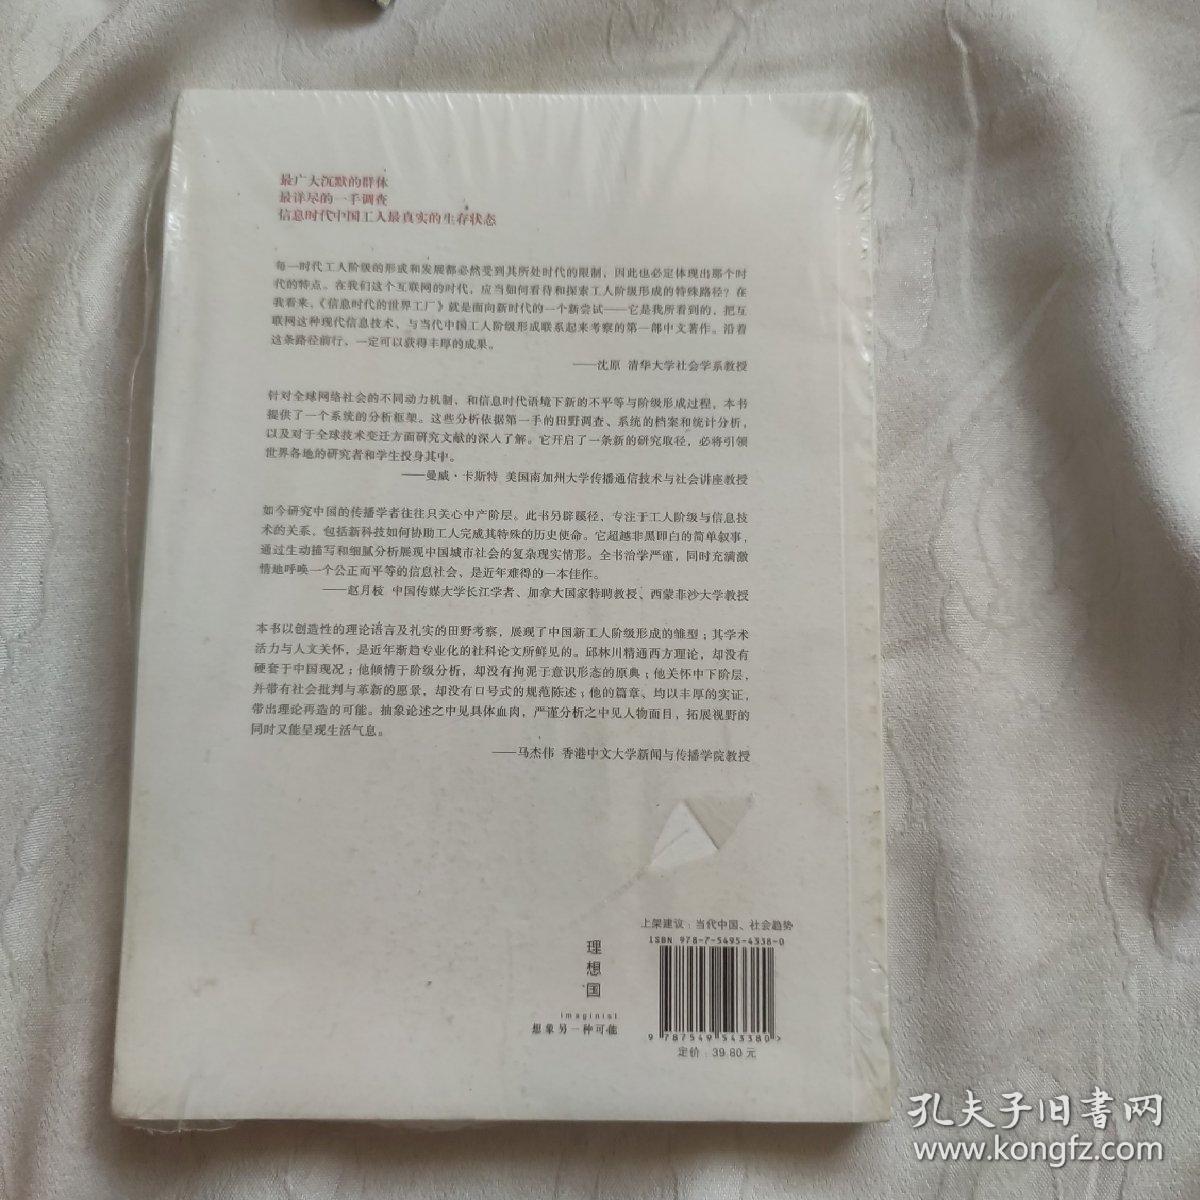 最广大沉默的群体
最详尽的一手调查
信息时代中国工人最真实的生存状态
每一时代工人阶级的形成和发展都必然受到其所处时代的限制，因此也必定体现出那个时
代的特点。在我们这个互联网的时代，应当如何看待和探索工人阶级形成的特殊路径？在
我看来，《信息时代的世界工厂》就是面向新时代的一个新尝试——它是我所看到的，把互
联网这种现代信息技术、与当代中国工人阶级形成联系起来考察的第一部中文著作。沿着
这条路径前行，一定可以获得丰厚的成果。
——沈原 清华大学社会学系教授
针对全球网络社会的不同动力机制，和信息时代语境下新的不平等与阶级形成过程，本书
提供了一个系统的分析框架。这些分析依据第一手的田野调查、系统的档案和统计分析，
以及对于全球技术变迁方面研究文献的深入了解。它开启了一条新的研究取径，必将引领
世界各地的研究者和学生投身其中。
——曼威·卡斯特 美国南加州大学传播通信技术与社会讲座教授
如今研究中国的传播学者往往只关心中产阶层。此书另辟蹊径，专注于工人阶级与信息技
术的关系，包括新科技如何协助工人完成其特殊的历史使命。它超越非黑即白的简单叙事，
通过生动描写和细腻分析展现中国城市社会的复杂现实情形。全书治学严谨，同时充满激
情地呼唤一个公正而平等的信息社会，是近年难得的一本佳作。
——赵月枝 中国传媒大学长江学者、加拿大国家特聘教授、西蒙菲沙大学教授
本书以创造性的理论语言及扎实的田野考察，展现了中国新工人阶级形成的雏型；其学术
活力与人文关怀，是近年渐趋专业化的社科论文所鲜见的。邱林川精通西方理论，却没有
硬套于中国现况；他倾情于阶级分析，却没有拘泥于意识形态的原典；他关怀中下阶层，
并带有社会批判与革新的愿景，却没有口号式的规范陈述；他的篇章、均以丰厚的实证，
带出理论再造的可能。抽象论述之中见具体血肉，严谨分析之中见人物面目，拓展视野的
同时又能呈现生活气息。
——马杰伟 香港中文大学新闻与传播学院教授
上架建议：当代中国、社会趋势
ISBN 978-7-5495-4338-0
理想国
imaginist
想象另一种可能
9 787549 543380 >
定价：39.80元
孔夫子旧书网
www.kongfz.com